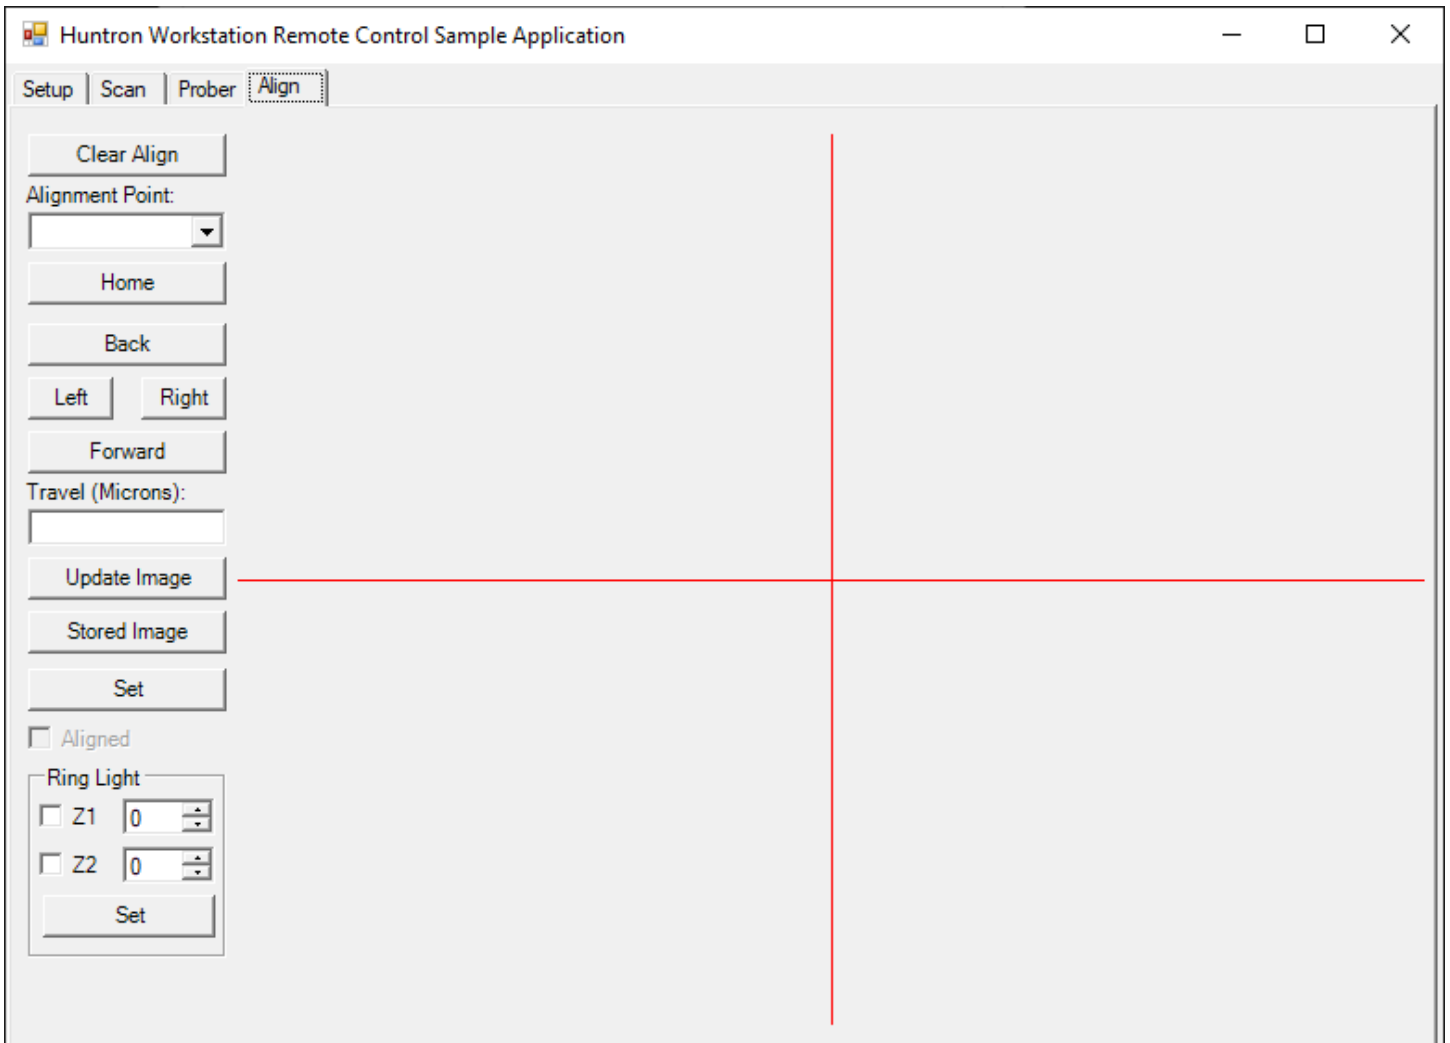 Huntron Workstation Remote Control Sample Application
Setup Scan Prober Align
Clear Align
Alignment Point:
Home
Back
Left Right
Forward
Travel (Microns):
Update Image
Stored Image
Set
Aligned
Ring Light
Z1 0
Z2 0
Set